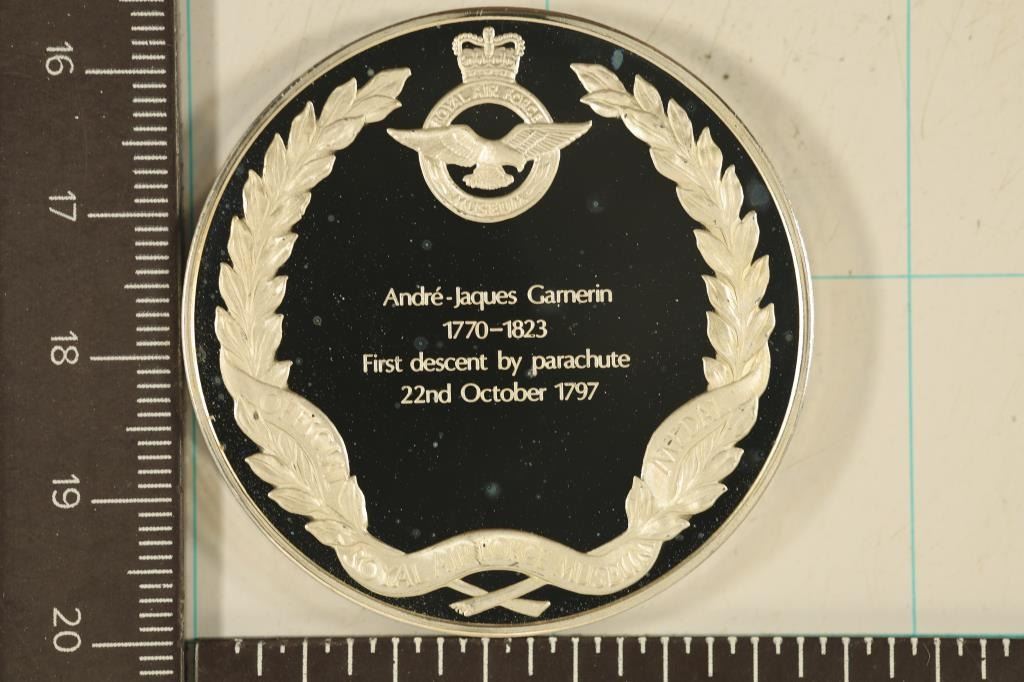 ROYAL AIR FORCE
MUSEUM
André-Jaques Garnerin
1770-1823
First descent by parachute
22nd October 1797
OFFICIAL
MEDAL
ROYAL AIR FORCE MUSEUM
16
17
18
19
20